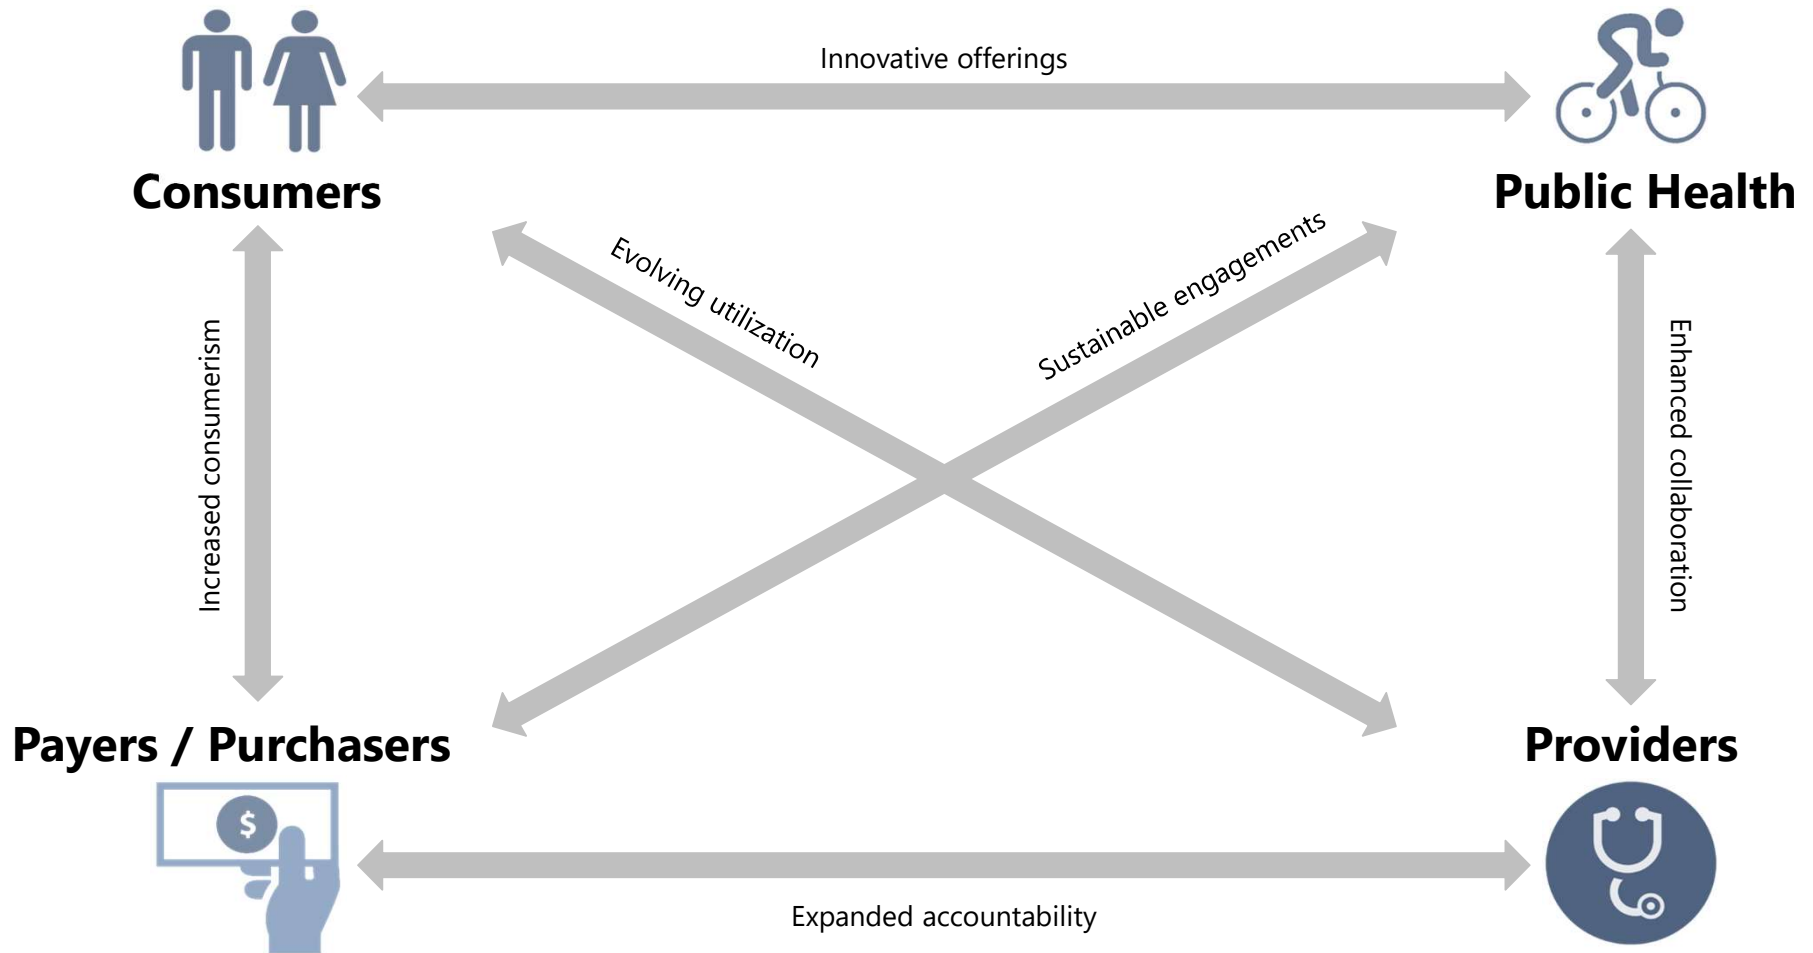 Innovative offerings
Consumers
Public Health
Evolving utilization
Sustainable engagements
Increased consumerism
Enhanced collaboration
Payers / Purchasers
Providers
$
Expanded accountability